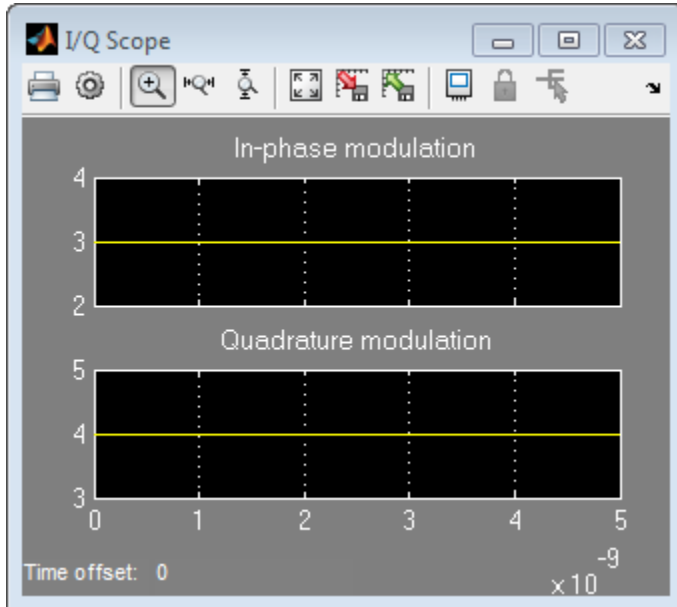 I/Q Scope
In-phase modulation
4
3
2
Quadrature modulation
5
4
3
0 1 2 3 4 5
Time offset: 0
x 10 -9